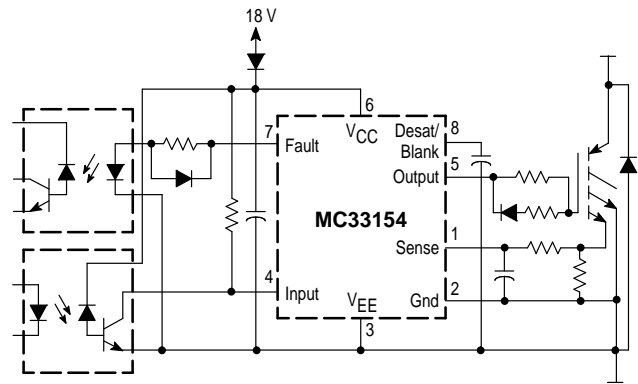 18 V
6
VCC
Desat/
Blank
8
7
Fault
5
Output
MC33154
Sense
1
4
Input
VEE
3
Gnd
2